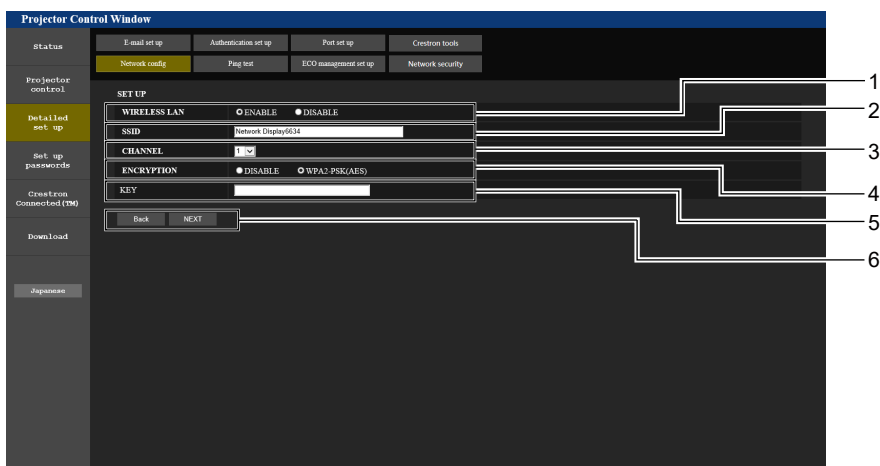 Projector Control Window
Status
E-mail set up
Authentication set up
Port set up
Crestron tools
Network config
Ping test
ECO management set up
Network security
Projector
control
Detailed
set up
Set up
passwords
Crestron
Connected(TM)
Download
Japanese
SET UP
WIRELESS LAN ENABLE DISABLE
SSID Network Display6634
CHANNEL 1
ENCRYPTION DISABLE WPA2-PSK(AES)
KEY
Back NEXT
1
2
3
4
5
6